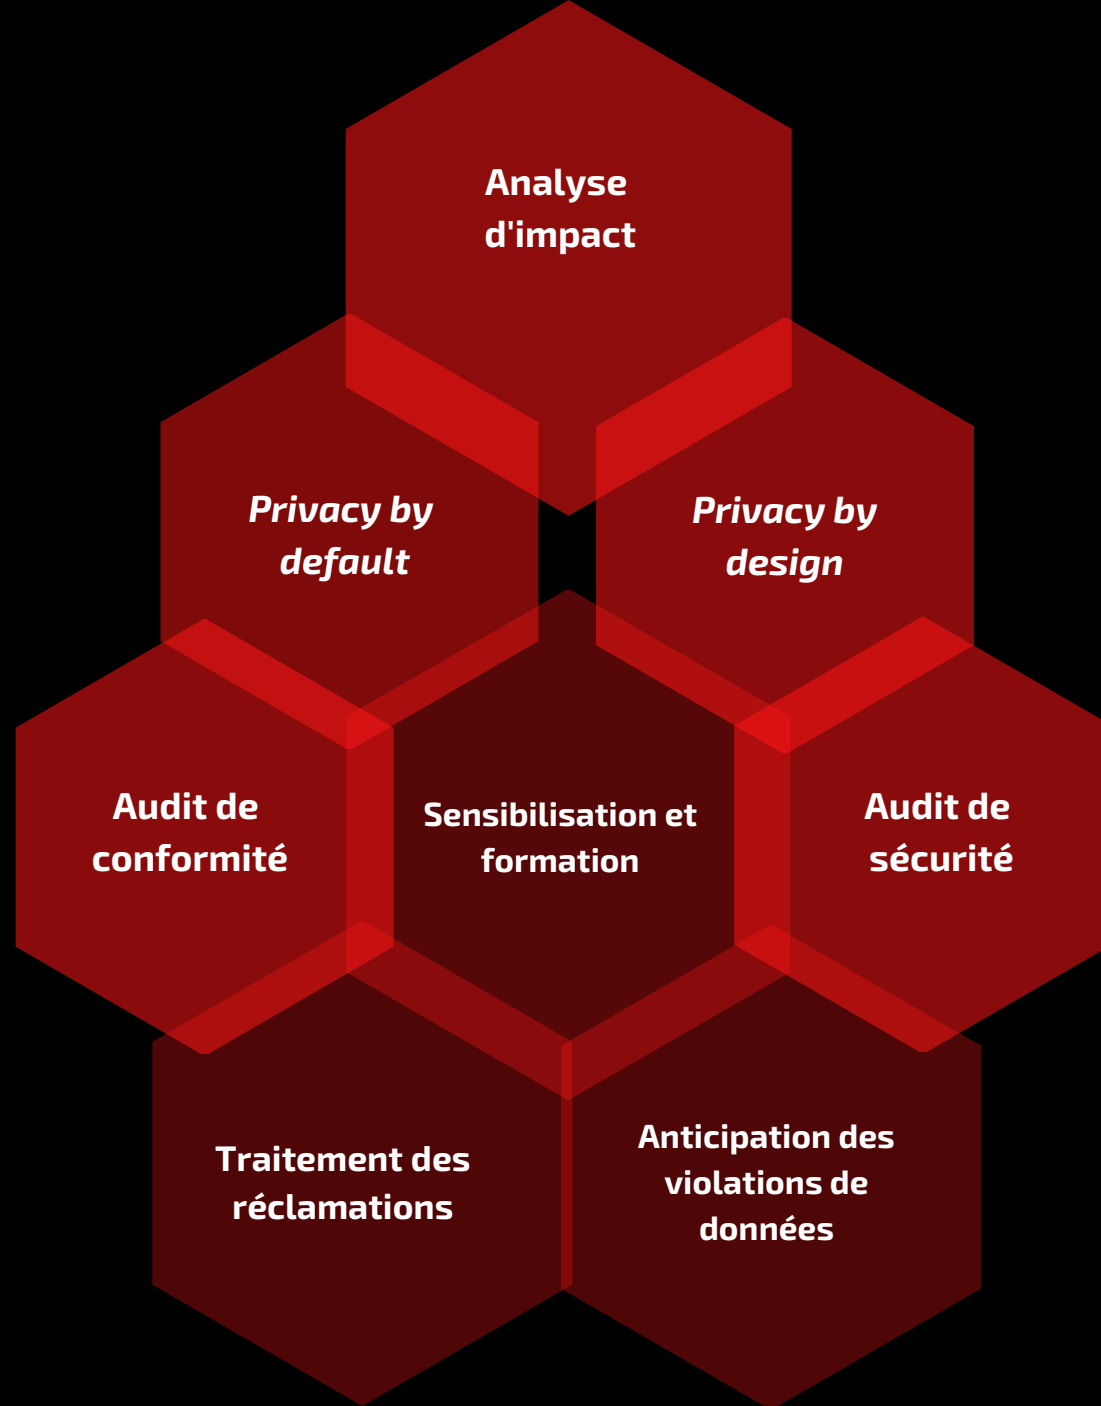 Analyse
d'impact
Privacy by
default
Privacy by
design
Audit de
conformité
Sensibilisation et
formation
Audit de
sécurité
Traitement des
réclamations
Anticipation des
violations de
données